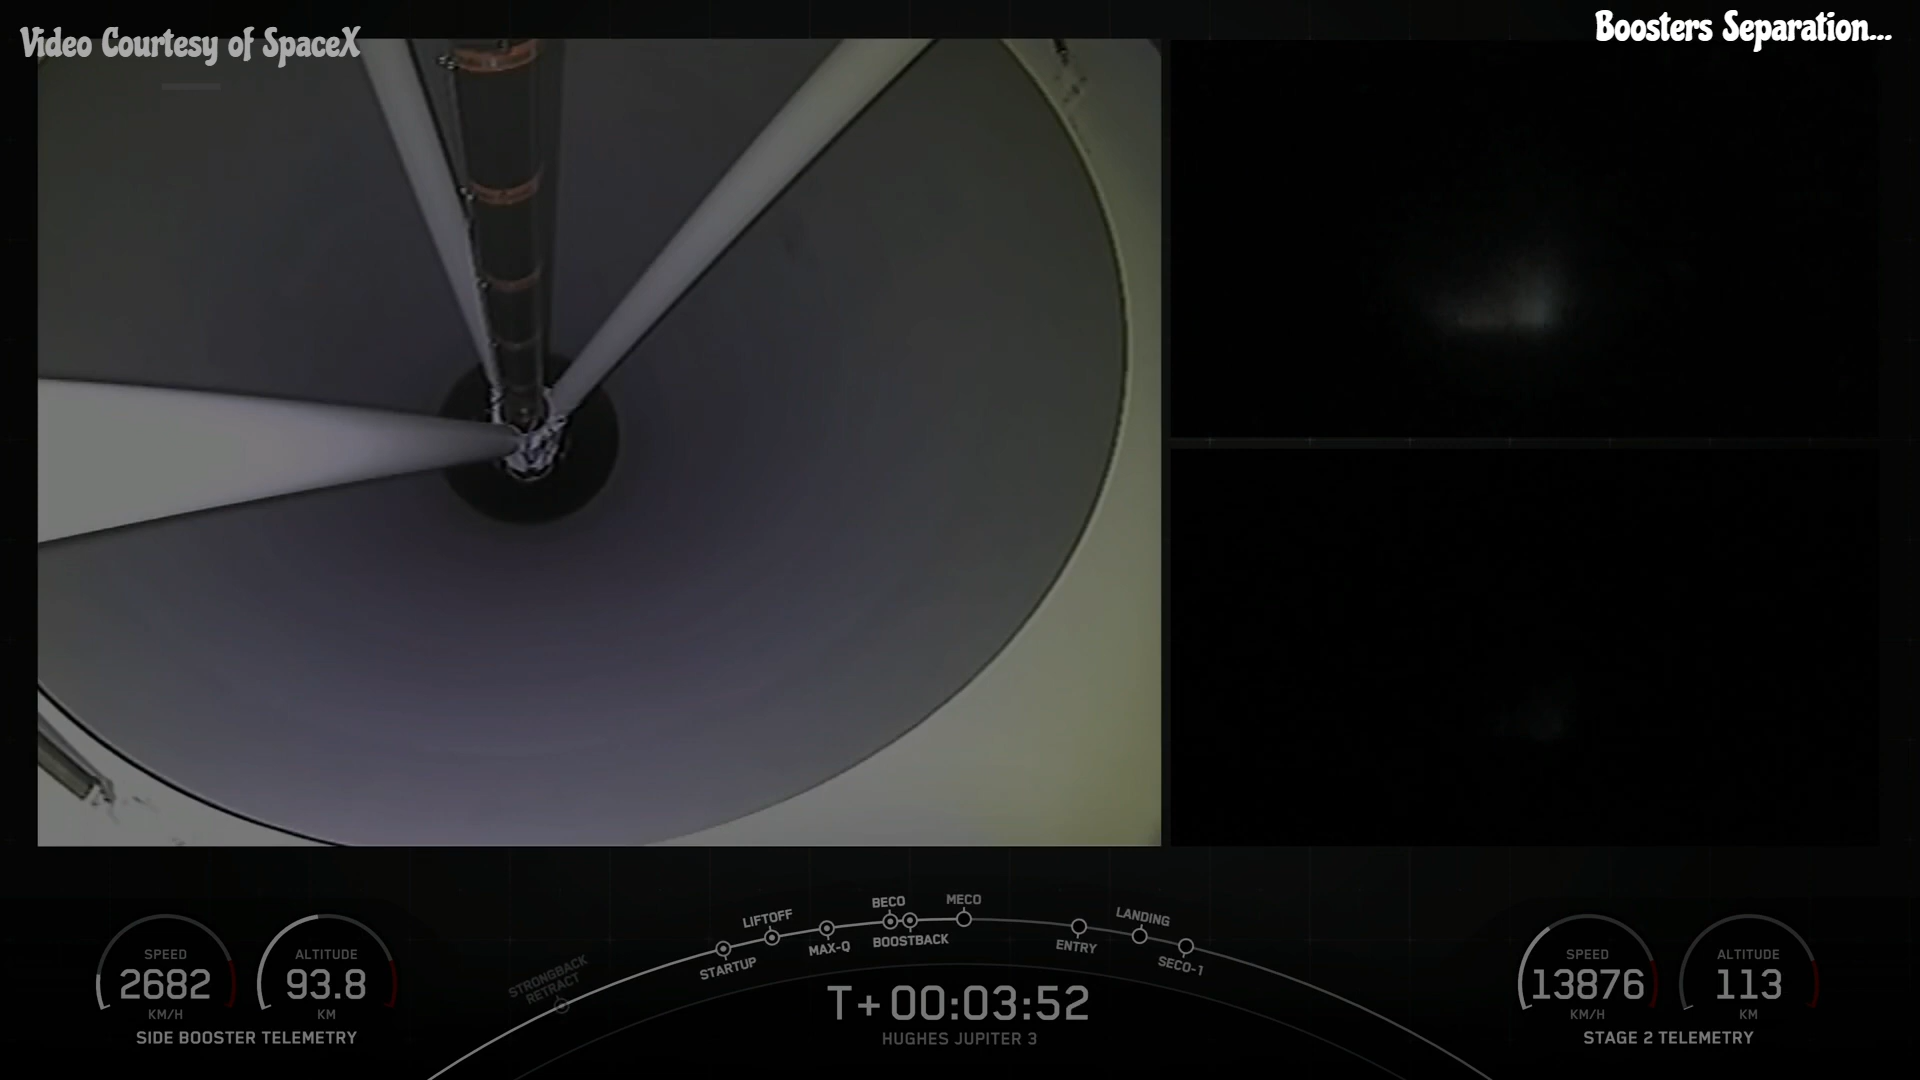 Video Courtesy of SpaceX
Boosters Separation...
STRONGBACK
RETRACT
STARTUP
LIFTOFF
MAX-Q
BECO
BOOSTBACK
MECO
ENTRY
LANDING
SECO-1
SPEED
2682
KM/H
ALTITUDE
93.8
KM
SIDE BOOSTER TELEMETRY
T+00:03:52
HUGHES JUPITER 3
SPEED
13876
KM/H
ALTITUDE
113
KM
STAGE 2 TELEMETRY